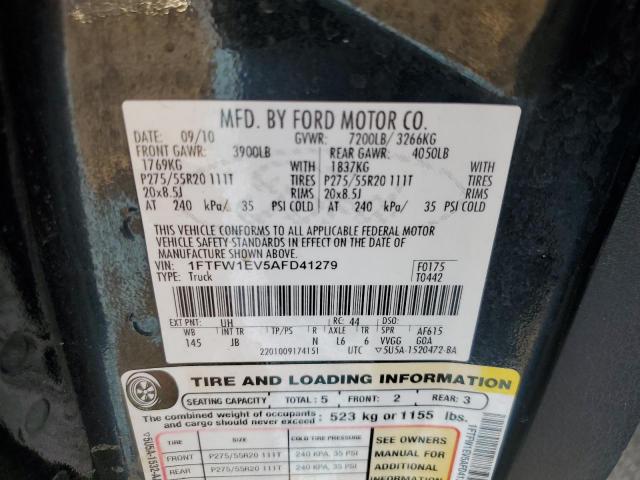 MFD. BY FORD MOTOR CO.
DATE: 09/10 GVWR: 7200LB/ 3266KG
FRONT GAWR: 3900LB REAR GAWR: 4050LB
1769KG 1837KG
P275/55R20 111T TIRES P275/55R20 111T TIRES
20x8.5J RIMS 20x8.5J RIMS
AT 240 kPa/ 35 PSI COLD AT 240 kPa/ 35 PSI COLD
THIS VEHICLE CONFORMS TO ALL APPLICABLE FEDERAL MOTOR
VEHICLE SAFETY STANDARDS IN EFFECT ON THE DATE OF
MANUFACTURE SHOWN ABOVE.
VIN: 1FTFW1EV5AFD41279 F0175
TYPE: Truck T0442
EXT PNT: UH RC: 44 DSO:
WB INT TR TP/PS R AXLE TR SPR AF615
145 JB N L6 6 VVGG GOA
2201009174151 UTC ▽5U5A-1520472-BA
TIRE AND LOADING INFORMATION
SEATING CAPACITY TOTAL: 5 FRONT: 2 REAR: 3
The combined weight of occupants and cargo should never exceed: 523 kg or 1155 lbs.
TIRE SIZE COLD TIRE PRESSURE SEE OWNERS
FRONT P275/55R20 111T 240 KPA, 35 PSI MANUAL FOR
REAR P275/55R20 111T 240 KPA, 35 PSI ADDITIONAL